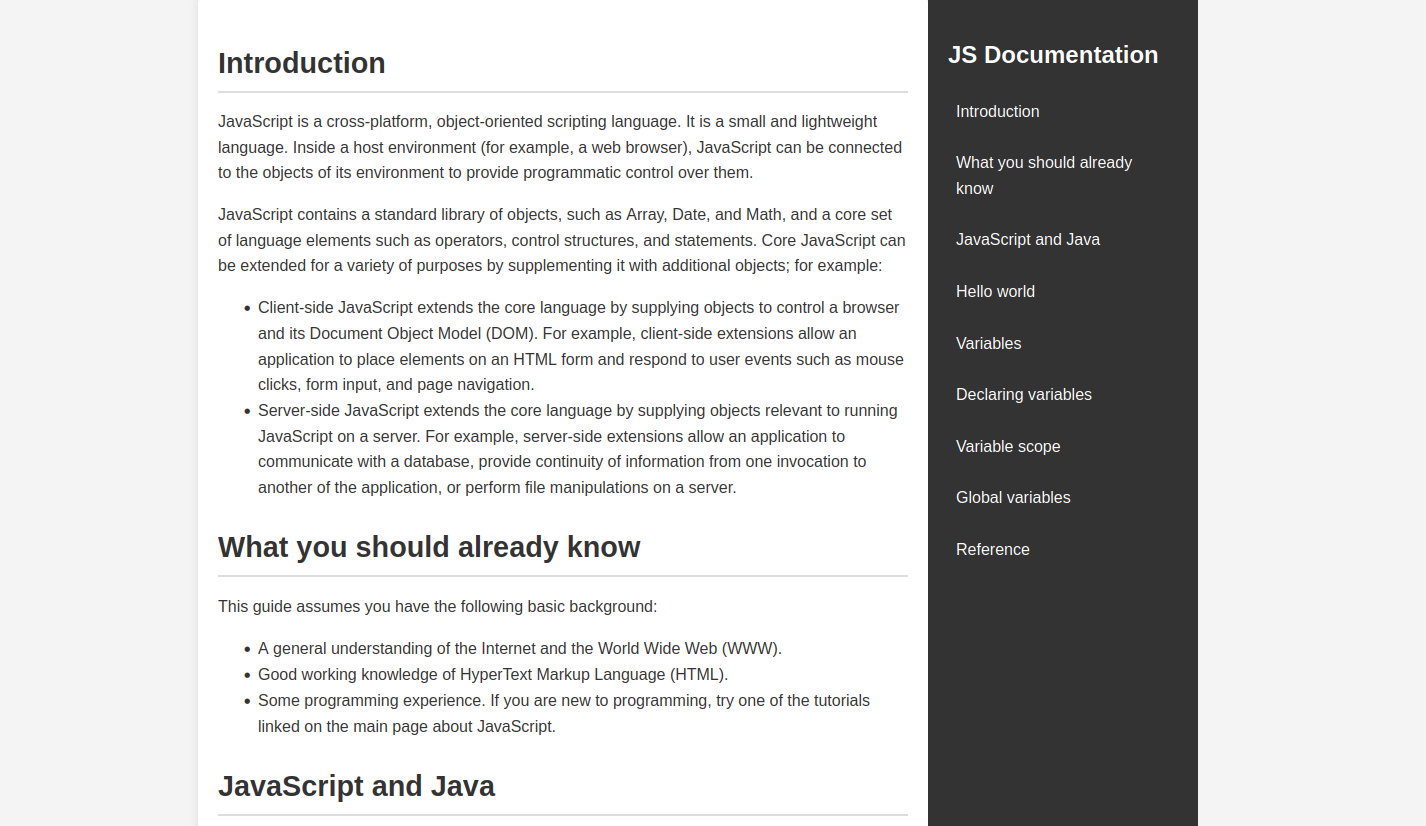 Introduction
JavaScript is a cross-platform, object-oriented scripting language. It is a small and lightweight
language. Inside a host environment (for example, a web browser), JavaScript can be connected
to the objects of its environment to provide programmatic control over them.
JavaScript contains a standard library of objects, such as Array, Date, and Math, and a core set
of language elements such as operators, control structures, and statements. Core JavaScript can
be extended for a variety of purposes by supplementing it with additional objects; for example:
• Client-side JavaScript extends the core language by supplying objects to control a browser
and its Document Object Model (DOM). For example, client-side extensions allow an
application to place elements on an HTML form and respond to user events such as mouse
clicks, form input, and page navigation.
• Server-side JavaScript extends the core language by supplying objects relevant to running
JavaScript on a server. For example, server-side extensions allow an application to
communicate with a database, provide continuity of information from one invocation to
another of the application, or perform file manipulations on a server.
What you should already know
This guide assumes you have the following basic background:
• A general understanding of the Internet and the World Wide Web (WWW).
• Good working knowledge of HyperText Markup Language (HTML).
• Some programming experience. If you are new to programming, try one of the tutorials
linked on the main page about JavaScript.
JavaScript and Java
JS Documentation
Introduction
What you should already
know
JavaScript and Java
Hello world
Variables
Declaring variables
Variable scope
Global variables
Reference